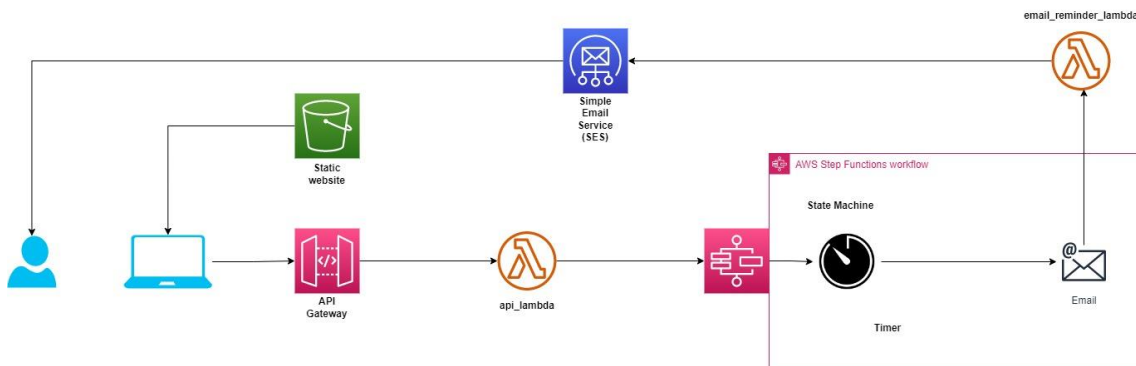 email_reminder_lambda
Simple
Email
Service
(SES)
Static
website
AWS Step Functions workflow
State Machine
@
</>
API
Gateway
api_lambda
Email
Timer